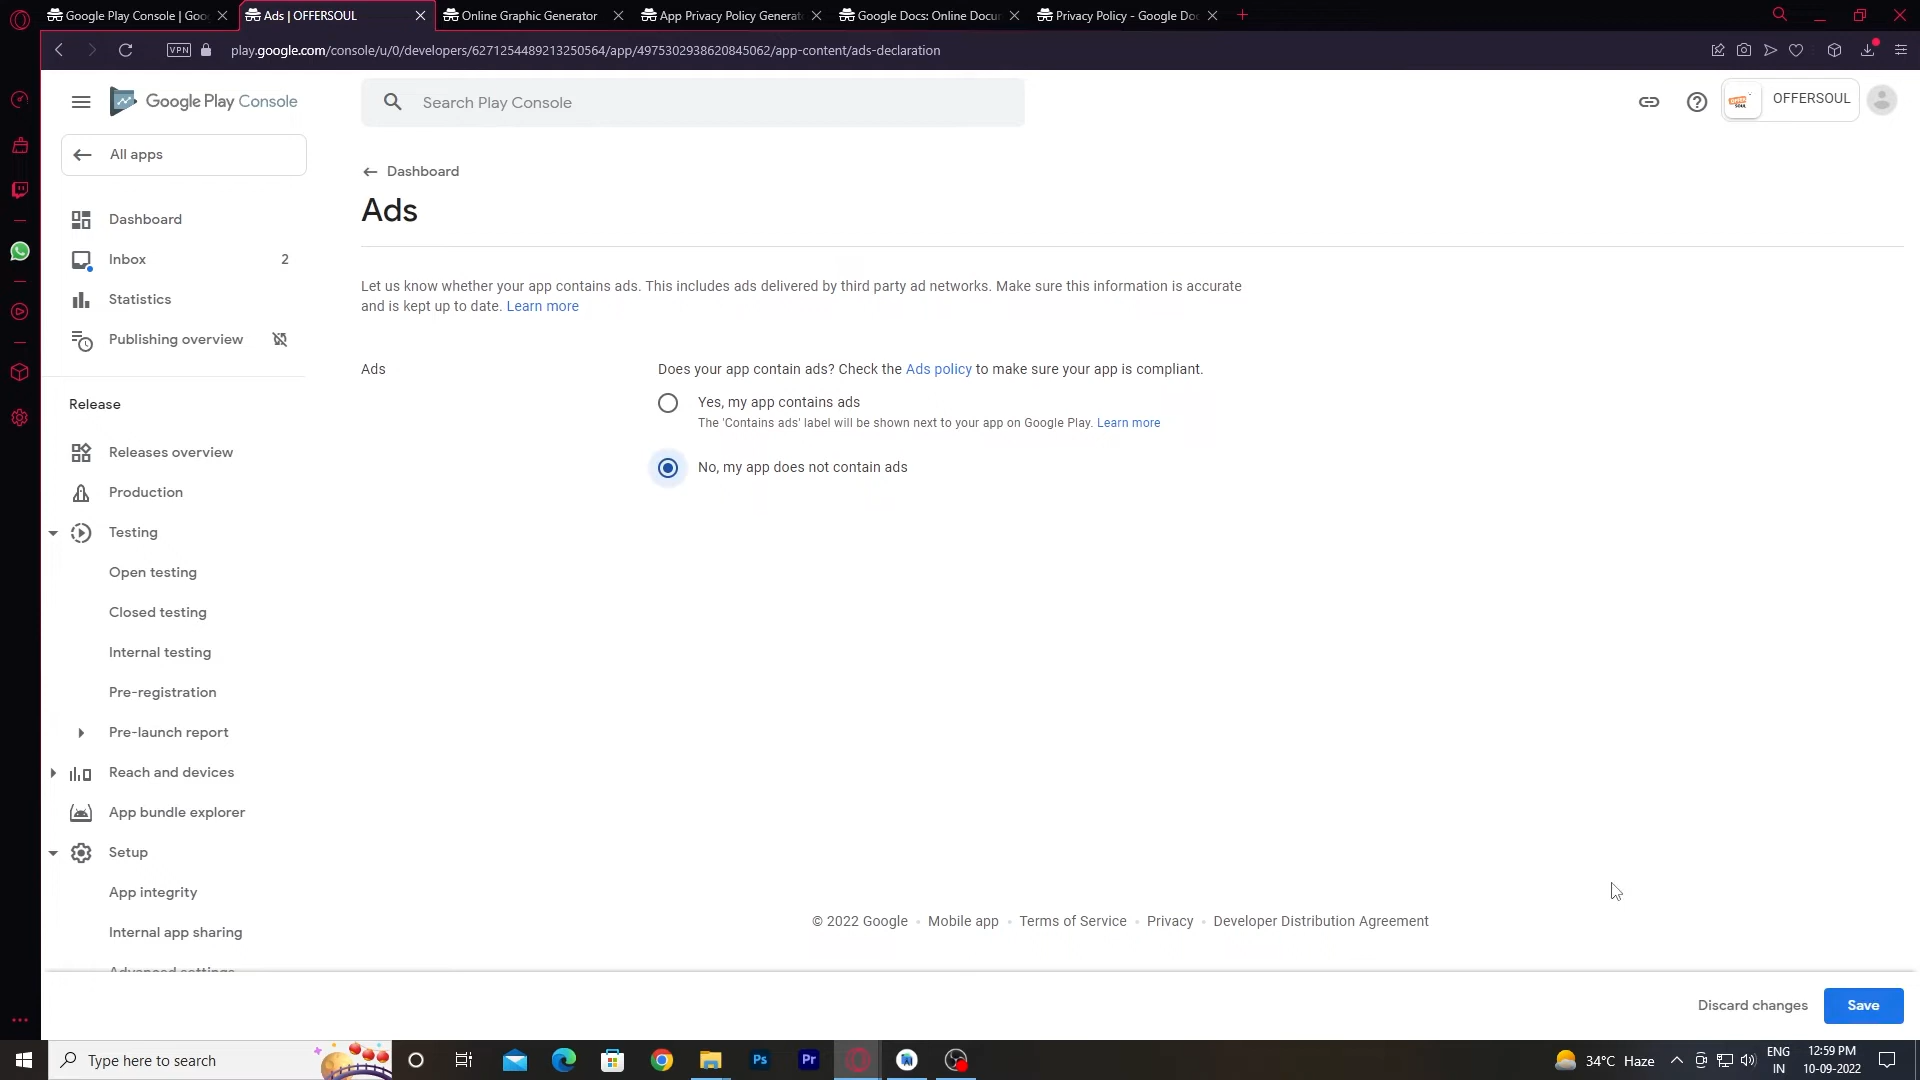 Google Play Console | Goo
Ads | OFFERSOUL
Online Graphic Generator
App Privacy Policy Generat
Google Docs: Online Docu
Privacy Policy - Google Do
VPN
play.google.com/console/u/0/developers/6271254489213250564/app/4975302938620845062/app-content/ads-declaration
Google Play Console
Search Play Console
OFFERSOUL
All apps
Dashboard
Inbox 2
Statistics
Publishing overview
Release
Releases overview
Production
Testing
Open testing
Closed testing
Internal testing
Pre-registration
Pre-launch report
Reach and devices
App bundle explorer
Setup
App integrity
Internal app sharing
Advanced settings
Dashboard
Ads
Let us know whether your app contains ads. This includes ads delivered by third party ad networks. Make sure this information is accurate
and is kept up to date. Learn more
Ads
Does your app contain ads? Check the Ads policy to make sure your app is compliant.
Yes, my app contains ads
The 'Contains ads' label will be shown next to your app on Google Play. Learn more
No, my app does not contain ads
© 2022 Google • Mobile app • Terms of Service • Privacy • Developer Distribution Agreement
Discard changes
Save
Type here to search
Ps
Pr
34°C Haze
ENG
IN
12:59 PM
10-09-2022